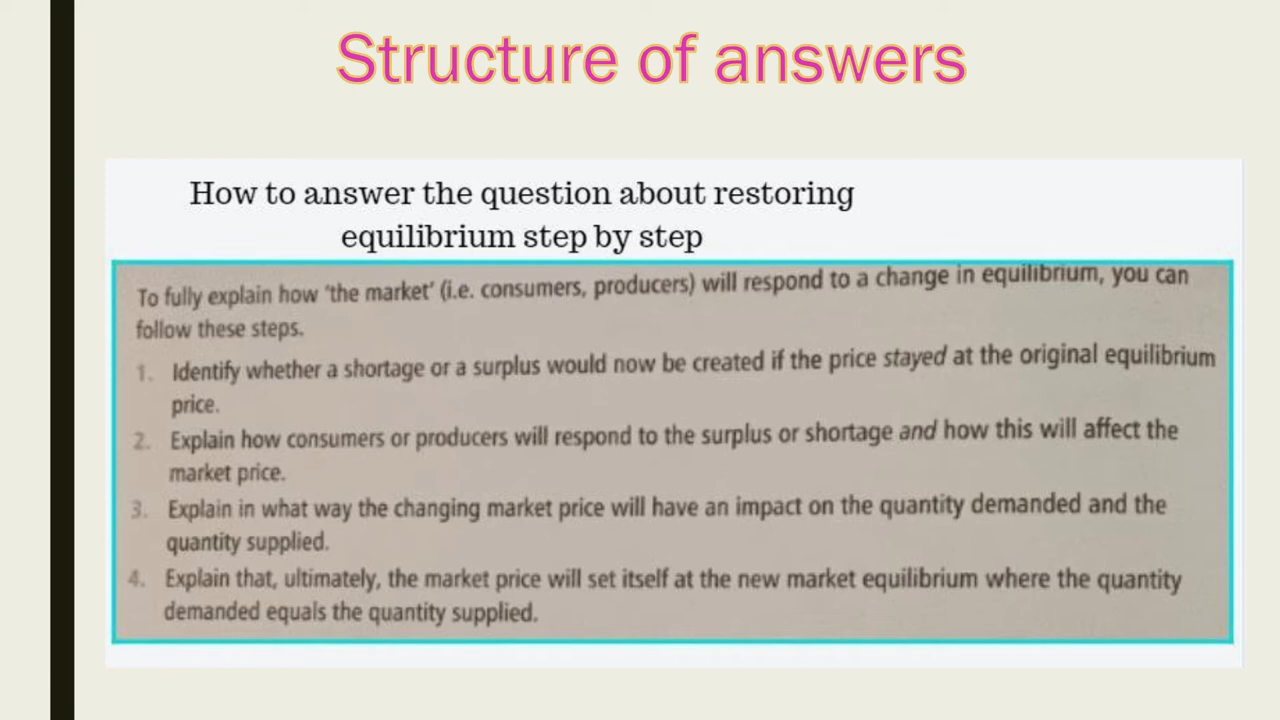 Structure of answers
How to answer the question about restoring
equilibrium step by step
To fully explain how 'the market' (i.e. consumers, producers) will respond to a change in equilibrium, you can
follow these steps.
1. Identify whether a shortage or a surplus would now be created if the price stayed at the original equilibrium
price.
2. Explain how consumers or producers will respond to the surplus or shortage and how this will affect the
market price.
3. Explain in what way the changing market price will have an impact on the quantity demanded and the
quantity supplied.
4. Explain that, ultimately, the market price will set itself at the new market equilibrium where the quantity
demanded equals the quantity supplied.